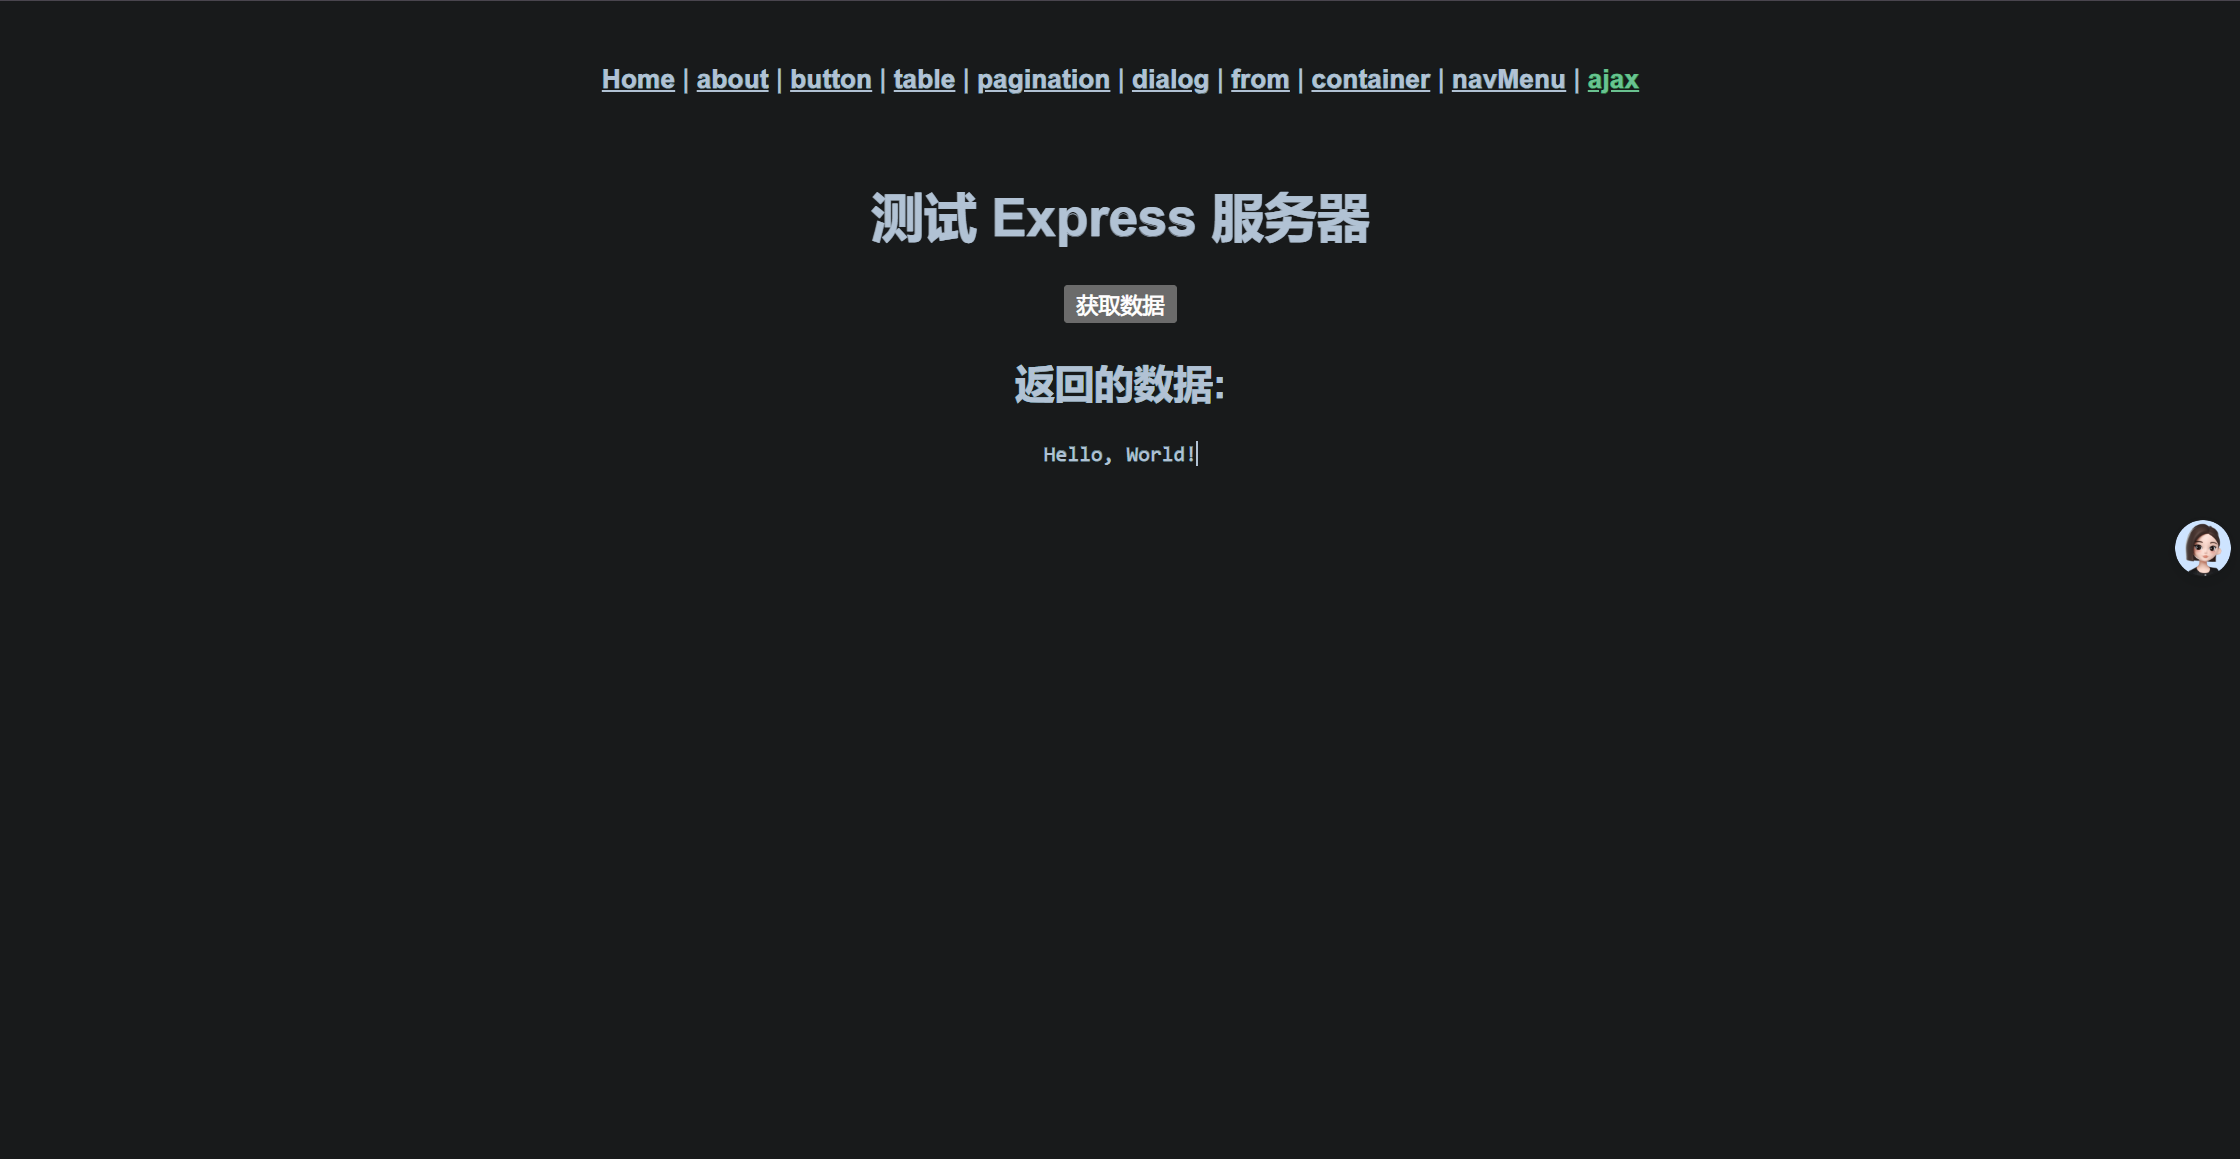 Home | about | button | table | pagination | dialog | from | container | navMenu | ajax
测试 Express 服务器
获取数据
返回的数据:
Hello, World!